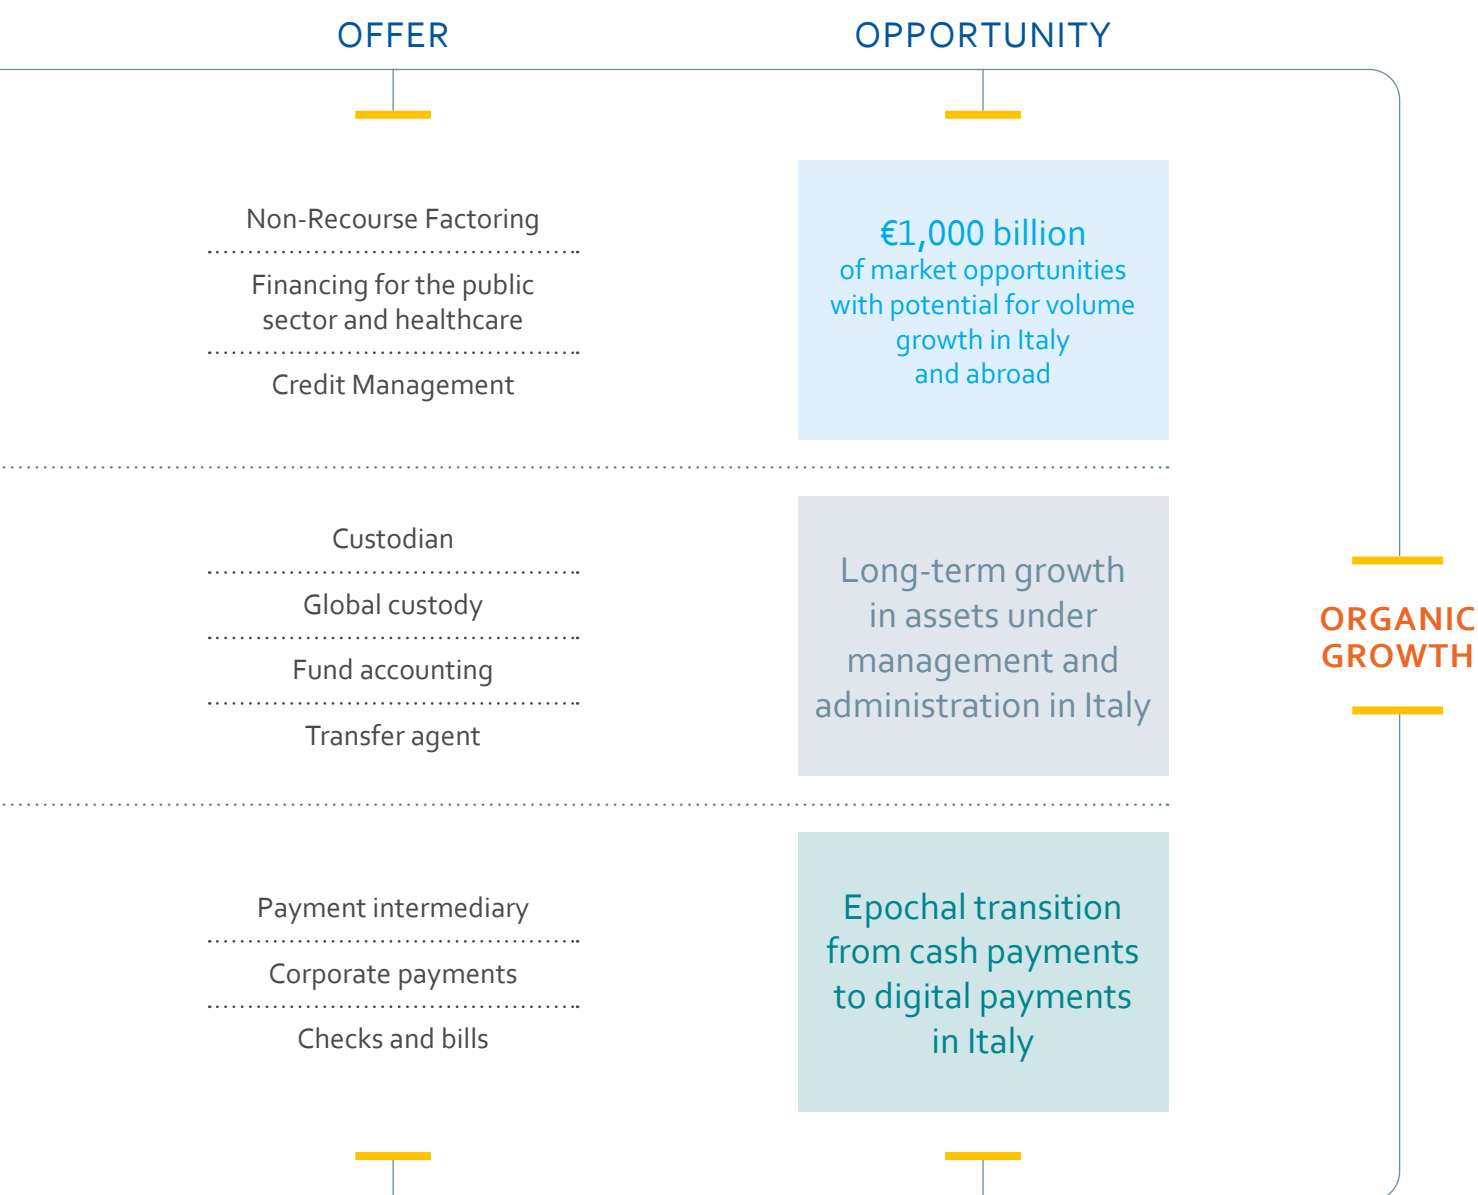 OFFER
OPPORTUNITY
Non-Recourse Factoring
Financing for the public
sector and healthcare
Credit Management
€1,000 billion
of market opportunities
with potential for volume
growth in Italy
and abroad
Custodian
Global custody
Fund accounting
Transfer agent
Long-term growth
in assets under
management and
administration in Italy
Payment intermediary
Corporate payments
Checks and bills
Epochal transition
from cash payments
to digital payments
in Italy
ORGANIC
GROWTH